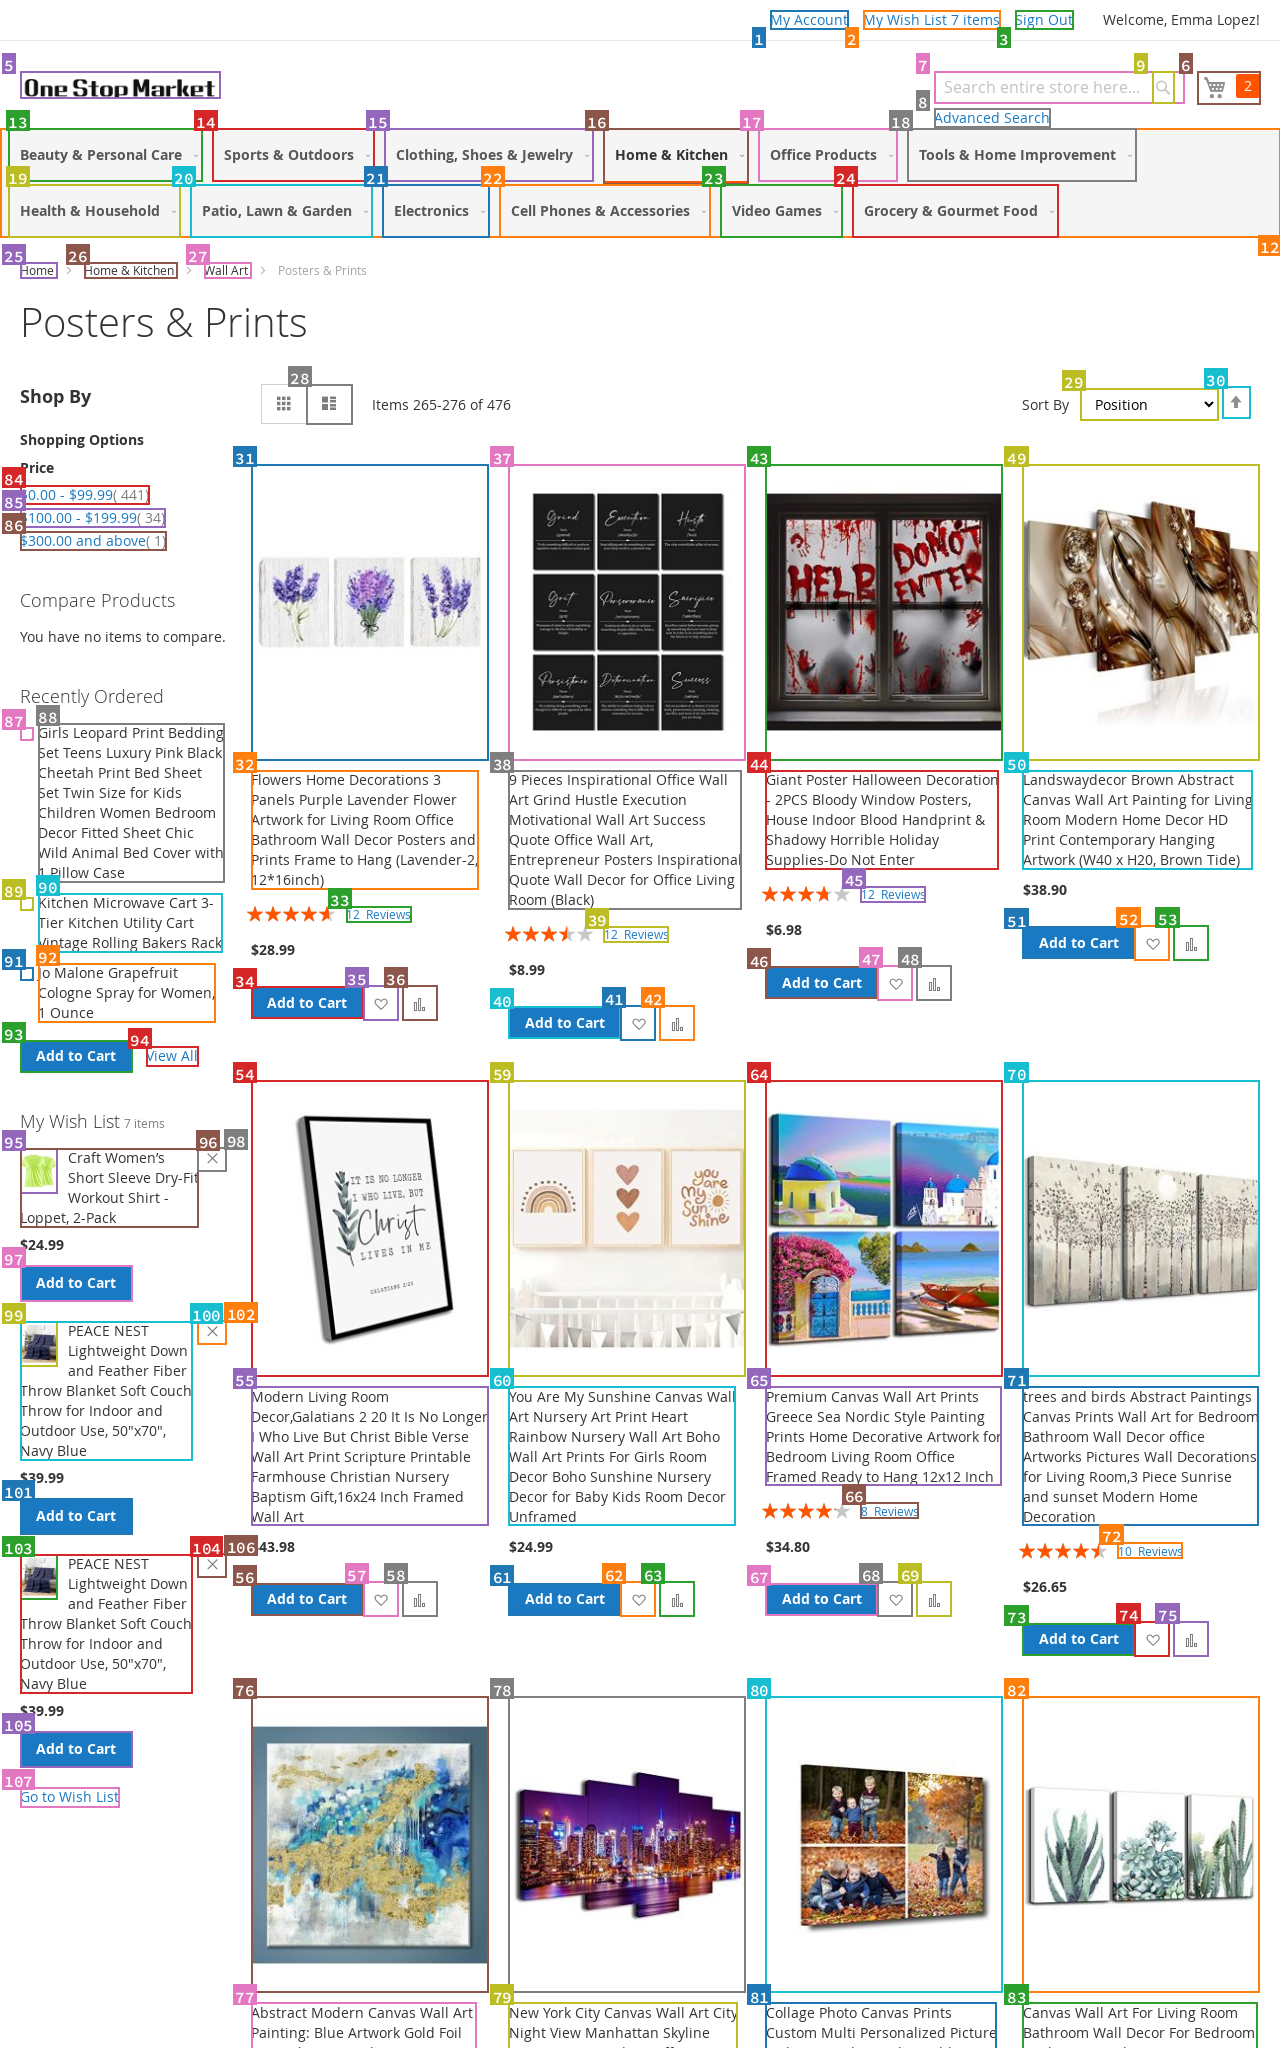 My Account
My Wish List 7 items
Sign Out
Welcome, Emma Lopez!
1
2
3
5
7
9
6
One Stop Market
Search entire store here...
2
8
Advanced Search
13
14
15
16
17
18
Beauty & Personal Care
Sports & Outdoors
Clothing, Shoes & Jewelry
Home & Kitchen
Office Products
Tools & Home Improvement
19
20
21
22
23
24
Health & Household
Patio, Lawn & Garden
Electronics
Cell Phones & Accessories
Video Games
Grocery & Gourmet Food
12
25
26
27
Home
Home & Kitchen
Wall Art
Posters & Prints
Posters & Prints
28
29
30
Shop By
Items 265-276 of 476
Sort By
Position
Shopping Options
Price
84
$0.00 - $99.99( 441)
85
$100.00 - $199.99( 34)
86
$300.00 and above( 1)
Compare Products
You have no items to compare.
Recently Ordered
87
88
Girls Leopard Print Bedding
Set Teens Luxury Pink Black
Cheetah Print Bed Sheet
Set Twin Size for Kids
Children Women Bedroom
Decor Fitted Sheet Chic
Wild Animal Bed Cover with
1 Pillow Case
89
90
Kitchen Microwave Cart 3-
Tier Kitchen Utility Cart
Vintage Rolling Bakers Rack
91
92
Jo Malone Grapefruit
Cologne Spray for Women,
1 Ounce
93
94
Add to Cart
View All
My Wish List 7 items
95
96
98
Craft Women's
Short Sleeve Dry-Fit
Workout Shirt -
Loppet, 2-Pack
$24.99
97
Add to Cart
99
100
102
PEACE NEST
Lightweight Down
and Feather Fiber
Throw Blanket Soft Couch
Throw for Indoor and
Outdoor Use, 50"x70",
Navy Blue
$39.99
101
Add to Cart
103
104
106
PEACE NEST
Lightweight Down
and Feather Fiber
Throw Blanket Soft Couch
Throw for Indoor and
Outdoor Use, 50"x70",
Navy Blue
$39.99
105
Add to Cart
107
Go to Wish List
31
32
Flowers Home Decorations 3
Panels Purple Lavender Flower
Artwork for Living Room Office
Bathroom Wall Decor Posters and
Prints Frame to Hang (Lavender-2,
12*16inch)
33
12 Reviews
$28.99
34
35
36
Add to Cart
37
Grind
Execution
Hustle
Grit
Perseverance
Sacrifice
Persistence
Determination
Success
38
9 Pieces Inspirational Office Wall
Art Grind Hustle Execution
Motivational Wall Art Success
Quote Office Wall Art,
Entrepreneur Posters Inspirational
Quote Wall Decor for Office Living
Room (Black)
39
12 Reviews
$8.99
40
41
42
Add to Cart
43
HELP
DO NOT
ENTER
44
Giant Poster Halloween Decoration
- 2PCS Bloody Window Posters,
House Indoor Blood Handprint &
Shadowy Horrible Holiday
Supplies-Do Not Enter
45
12 Reviews
$6.98
46
47
48
Add to Cart
49
50
Landswaydecor Brown Abstract
Canvas Wall Art Painting for Living
Room Modern Home Decor HD
Print Contemporary Hanging
Artwork (W40 x H20, Brown Tide)
$38.90
51
52
53
Add to Cart
54
IT IS NO LONGER
I WHO LIVE, BUT
Christ
LIVES IN ME
GALATIANS 2:20
55
Modern Living Room
Decor,Galatians 2 20 It Is No Longer
I Who Live But Christ Bible Verse
Wall Art Print Scripture Printable
Farmhouse Christian Nursery
Baptism Gift,16x24 Inch Framed
Wall Art
$43.98
56
57
58
Add to Cart
59
you
are
my
sun
shine
60
You Are My Sunshine Canvas Wall
Art Nursery Art Print Heart
Rainbow Nursery Wall Art Boho
Wall Art Prints For Girls Room
Decor Boho Sunshine Nursery
Decor for Baby Kids Room Decor
Unframed
$24.99
61
62
63
Add to Cart
64
65
Premium Canvas Wall Art Prints
Greece Sea Nordic Style Painting
Prints Home Decorative Artwork for
Bedroom Living Room Office
Framed Ready to Hang 12x12 Inch
66
8 Reviews
$34.80
67
68
69
Add to Cart
70
71
trees and birds Abstract Paintings
Canvas Prints Wall Art for Bedroom
Bathroom Wall Decor office
Artworks Pictures Wall Decorations
for Living Room,3 Piece Sunrise
and sunset Modern Home
Decoration
72
10 Reviews
$26.65
73
74
75
Add to Cart
76
77
Abstract Modern Canvas Wall Art
Painting: Blue Artwork Gold Foil
78
79
New York City Canvas Wall Art City
Night View Manhattan Skyline
80
81
Collage Photo Canvas Prints
Custom Multi Personalized Picture
82
83
Canvas Wall Art For Living Room
Bathroom Wall Decor For Bedroom